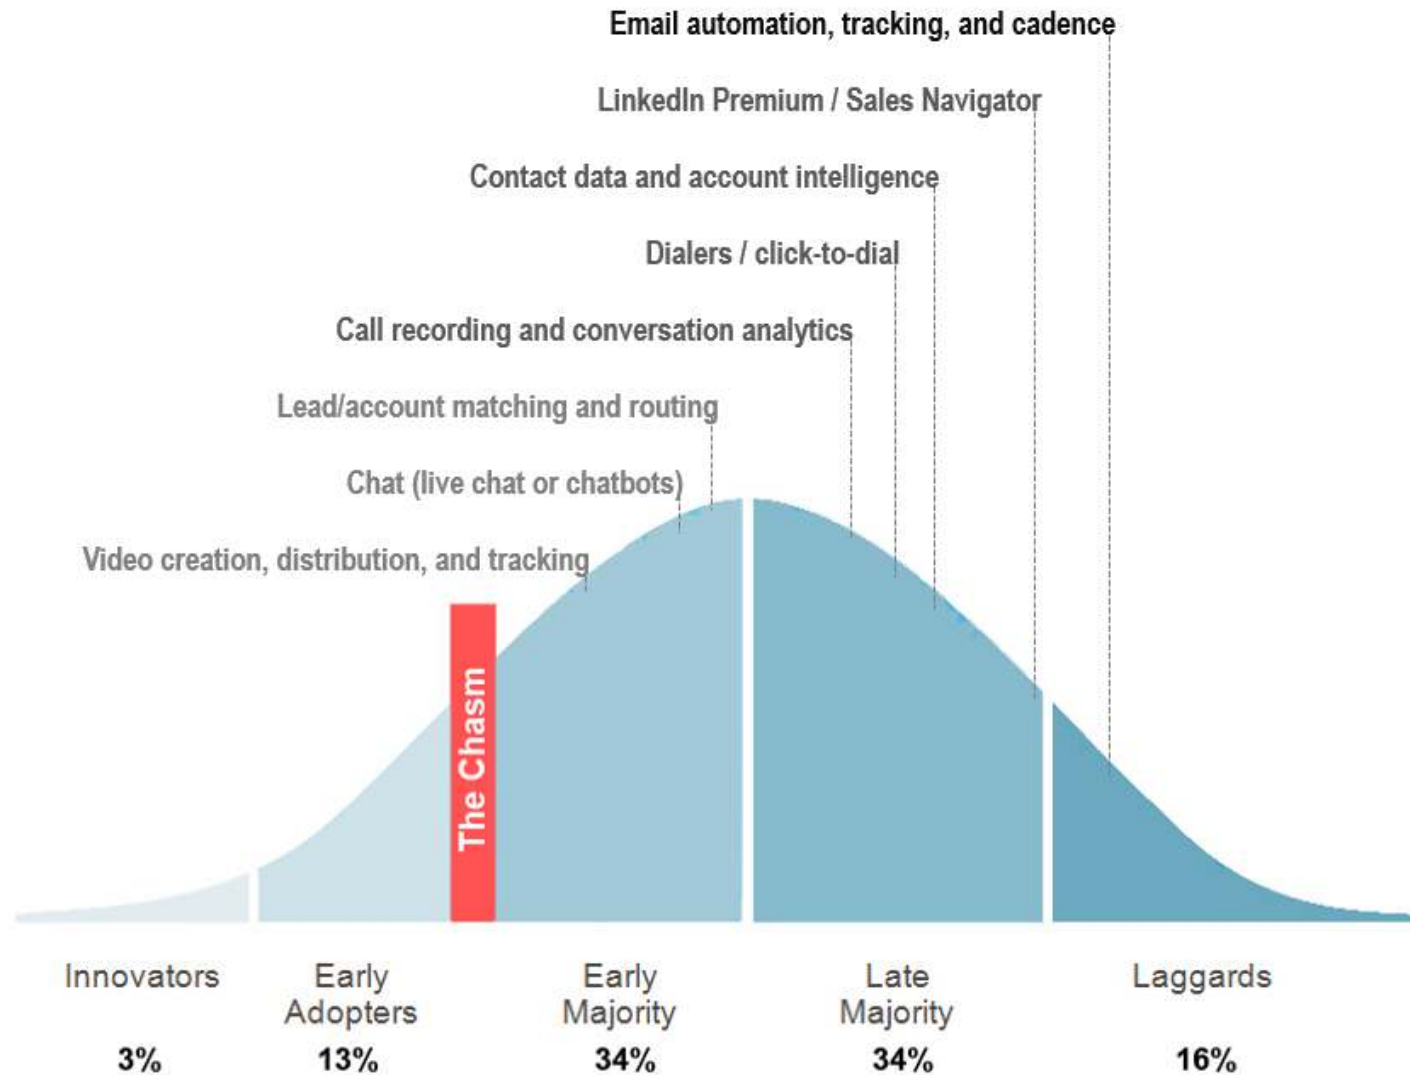 Email automation, tracking, and cadence
LinkedIn Premium / Sales Navigator
Contact data and account intelligence
Dialers / click-to-dial
Call recording and conversation analytics
Lead/account matching and routing
Chat (live chat or chatbots)
Video creation, distribution, and tracking
The Chasm
Innovators
3%
Early
Adopters
13%
Early
Majority
34%
Late
Majority
34%
Laggards
16%